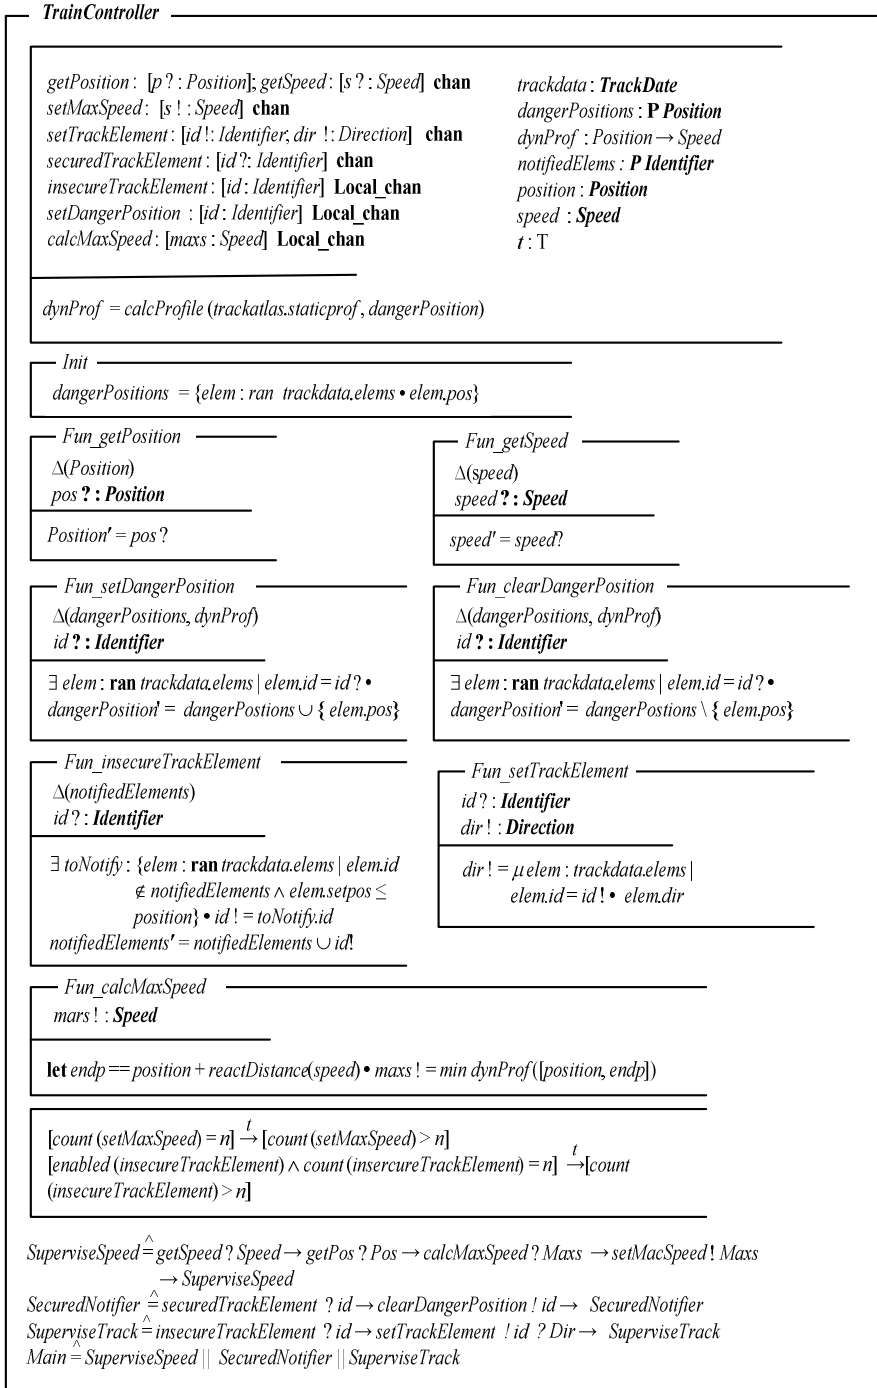 TrainController
getPosition : [p ? : Position]; getSpeed : [s ? : Speed] chan
setMaxSpeed : [s ! : Speed] chan
setTrackElement : [id !: Identifier; dir !: Direction] chan
securedTrackElement : [id ?: Identifier] chan
insecureTrackElement : [id : Identifier] Local_chan
setDangerPosition : [id : Identifier] Local_chan
calcMaxSpeed : [maxs : Speed] Local_chan
trackdata : TrackDate
dangerPositions : P Position
dynProf : Position → Speed
notifiedElems : P Identifier
position : Position
speed : Speed
t : T
dynProf = calcProfile (trackatlas.staticprof, dangerPosition)
Init
dangerPositions = {elem : ran trackdata.elems • elem.pos}
Fun_getPosition
Δ(Position)
pos ? : Position
Position′ = pos ?
Fun_getSpeed
Δ(speed)
speed ? : Speed
speed′ = speed?
Fun_setDangerPosition
Δ(dangerPositions, dynProf)
id ? : Identifier
∃ elem : ran trackdata.elems | elem.id = id ? •
dangerPosition′ = dangerPostions ∪ { elem.pos}
Fun_clearDangerPosition
Δ(dangerPositions, dynProf)
id ? : Identifier
∃ elem : ran trackdata.elems | elem.id = id ? •
dangerPosition′ = dangerPostions \ { elem.pos}
Fun_insecureTrackElement
Δ(notifiedElements)
id ? : Identifier
∃ toNotify : {elem : ran trackdata.elems | elem.id
∉ notifiedElements ∧ elem.setpos ≤
position} • id ! = toNotify.id
notifiedElements′ = notifiedElements ∪ id!
Fun_setTrackElement
id ? : Identifier
dir ! : Direction
dir ! = μ elem : trackdata.elems |
elem.id = id ! • elem.dir
Fun_calcMaxSpeed
mars ! : Speed
let endp == position + reactDistance(speed) • maxs ! = min dynProf([position, endp])
[count (setMaxSpeed) = n] →t [count (setMaxSpeed) > n]
[enabled (insecureTrackElement) ∧ count (insercureTrackElement) = n] →t [count
(insecureTrackElement) > n]
SuperviseSpeed ≙ getSpeed ? Speed → getPos ? Pos → calcMaxSpeed ? Maxs → setMacSpeed ! Maxs
→ SuperviseSpeed
SecuredNotifier ≙ securedTrackElement ? id → clearDangerPosition ! id → SecuredNotifier
SuperviseTrack ≙ insecureTrackElement ? id → setTrackElement ! id ? Dir → SuperviseTrack
Main ≙ SuperviseSpeed || SecuredNotifier || SuperviseTrack